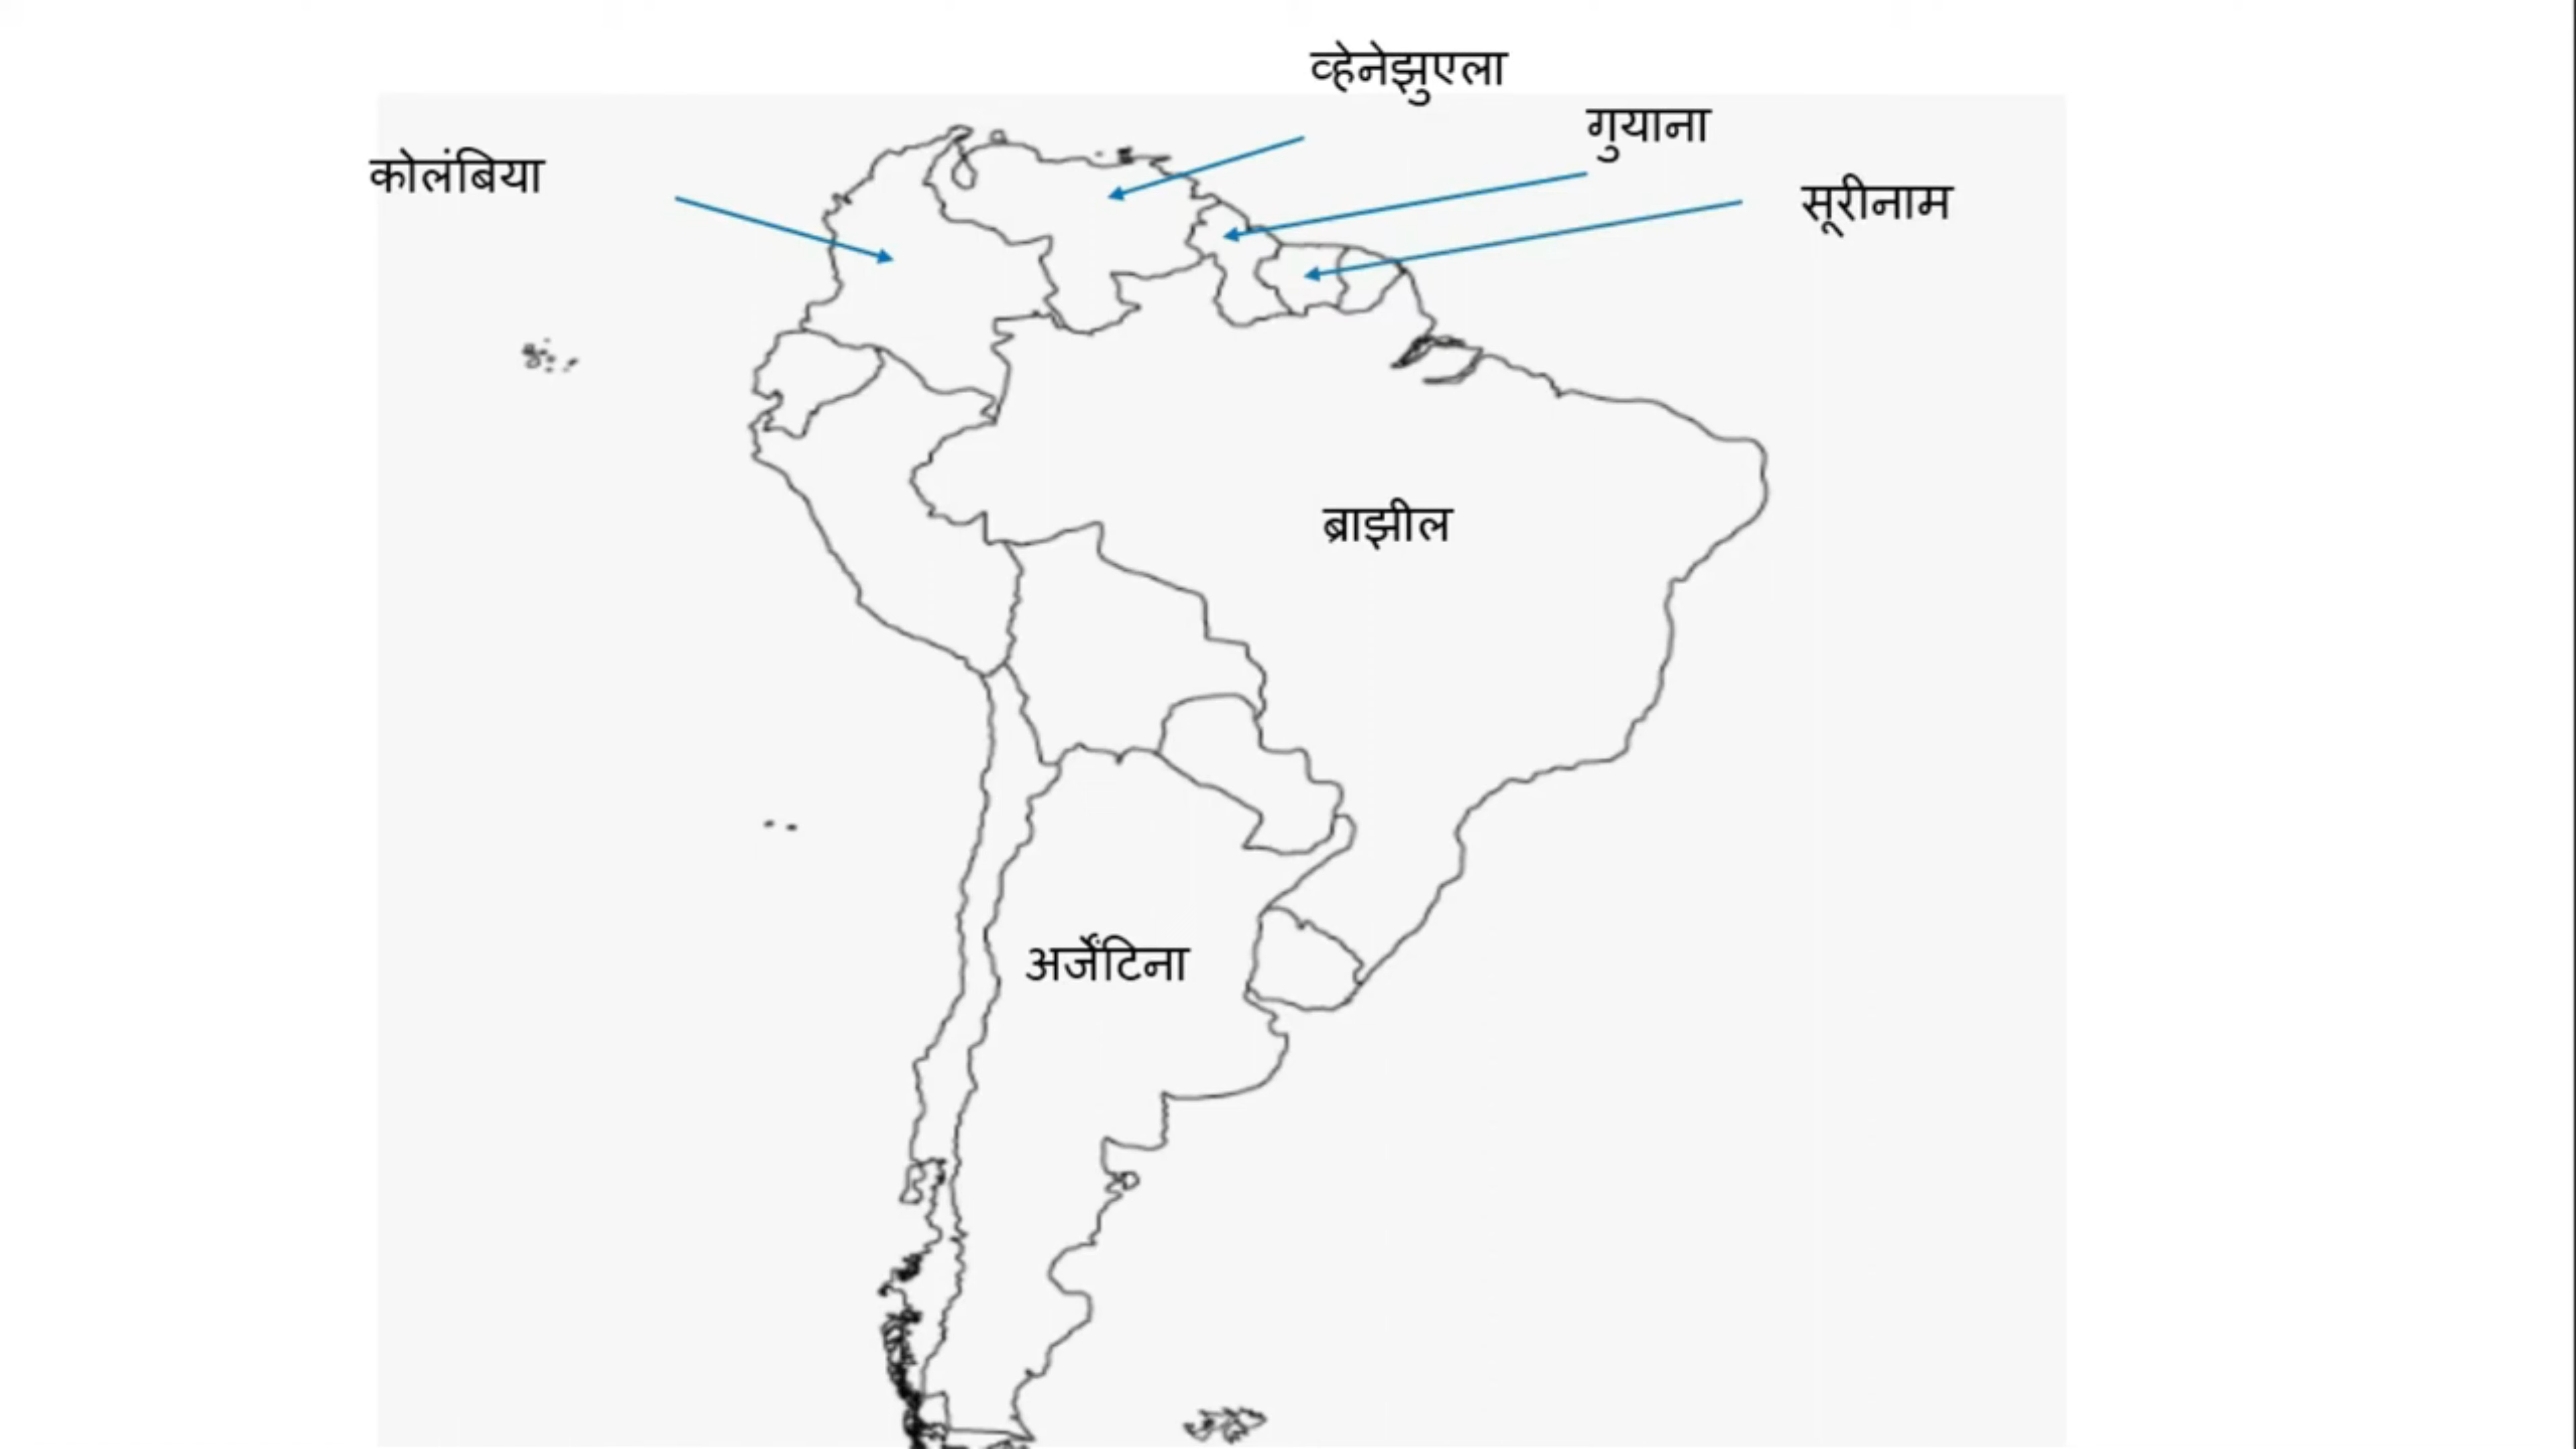 व्हेनेझुएला
गुयाना
कोलंबिया
सूरीनाम
ब्राझील
अर्जेंटिना